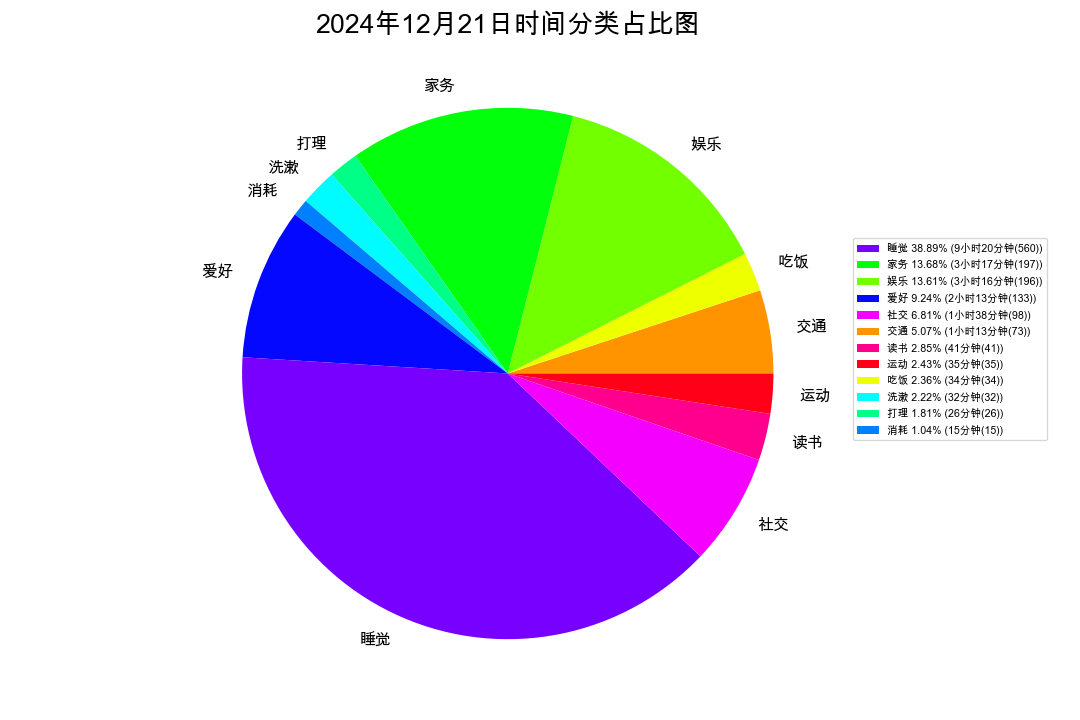 2024年12月21日时间分类占比图
家务
打理
娱乐
洗漱
消耗
吃饭
爱好
交通
运动
读书
社交
睡觉
睡觉 38.89% (9小时20分钟(560))
家务 13.68% (3小时17分钟(197))
娱乐 13.61% (3小时16分钟(196))
爱好 9.24% (2小时13分钟(133))
社交 6.81% (1小时38分钟(98))
交通 5.07% (1小时13分钟(73))
读书 2.85% (41分钟(41))
运动 2.43% (35分钟(35))
吃饭 2.36% (34分钟(34))
洗漱 2.22% (32分钟(32))
打理 1.81% (26分钟(26))
消耗 1.04% (15分钟(15))